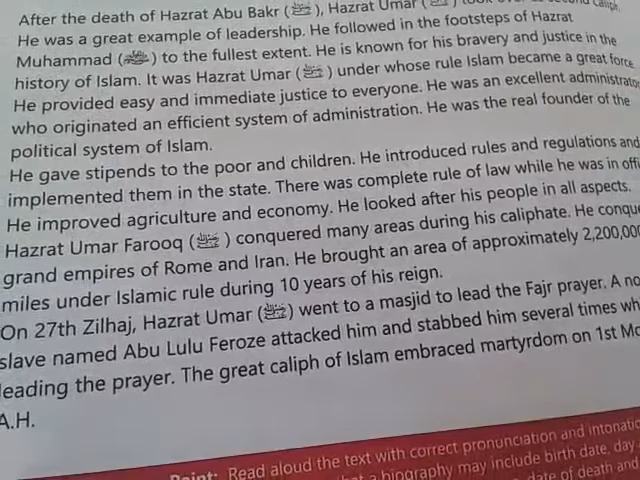 After the death of Hazrat Abu Bakr (), Hazrat Umar () took over as second caliph.
He was a great example of leadership. He followed in the footsteps of Hazrat
Muhammad (ﷺ) to the fullest extent. He is known for his bravery and justice in the
history of Islam. It was Hazrat Umar () under whose rule Islam became a great force
He provided easy and immediate justice to everyone. He was an excellent administrator
who originated an efficient system of administration. He was the real founder of the
political system of Islam.
He gave stipends to the poor and children. He introduced rules and regulations and
implemented them in the state. There was complete rule of law while he was in offi
He improved agriculture and economy. He looked after his people in all aspects.
Hazrat Umar Farooq () conquered many areas during his caliphate. He conque
grand empires of Rome and Iran. He brought an area of approximately 2,200,00
miles under Islamic rule during 10 years of his reign.
On 27th Zilhaj, Hazrat Umar () went to a masjid to lead the Fajr prayer. A no
slave named Abu Lulu Feroze attacked him and stabbed him several times wh
leading the prayer. The great caliph of Islam embraced martyrdom on 1st Mo
A.H.
Point: Read aloud the text with correct pronunciation and intonatio
a biography may include birth date, day,
date of death and